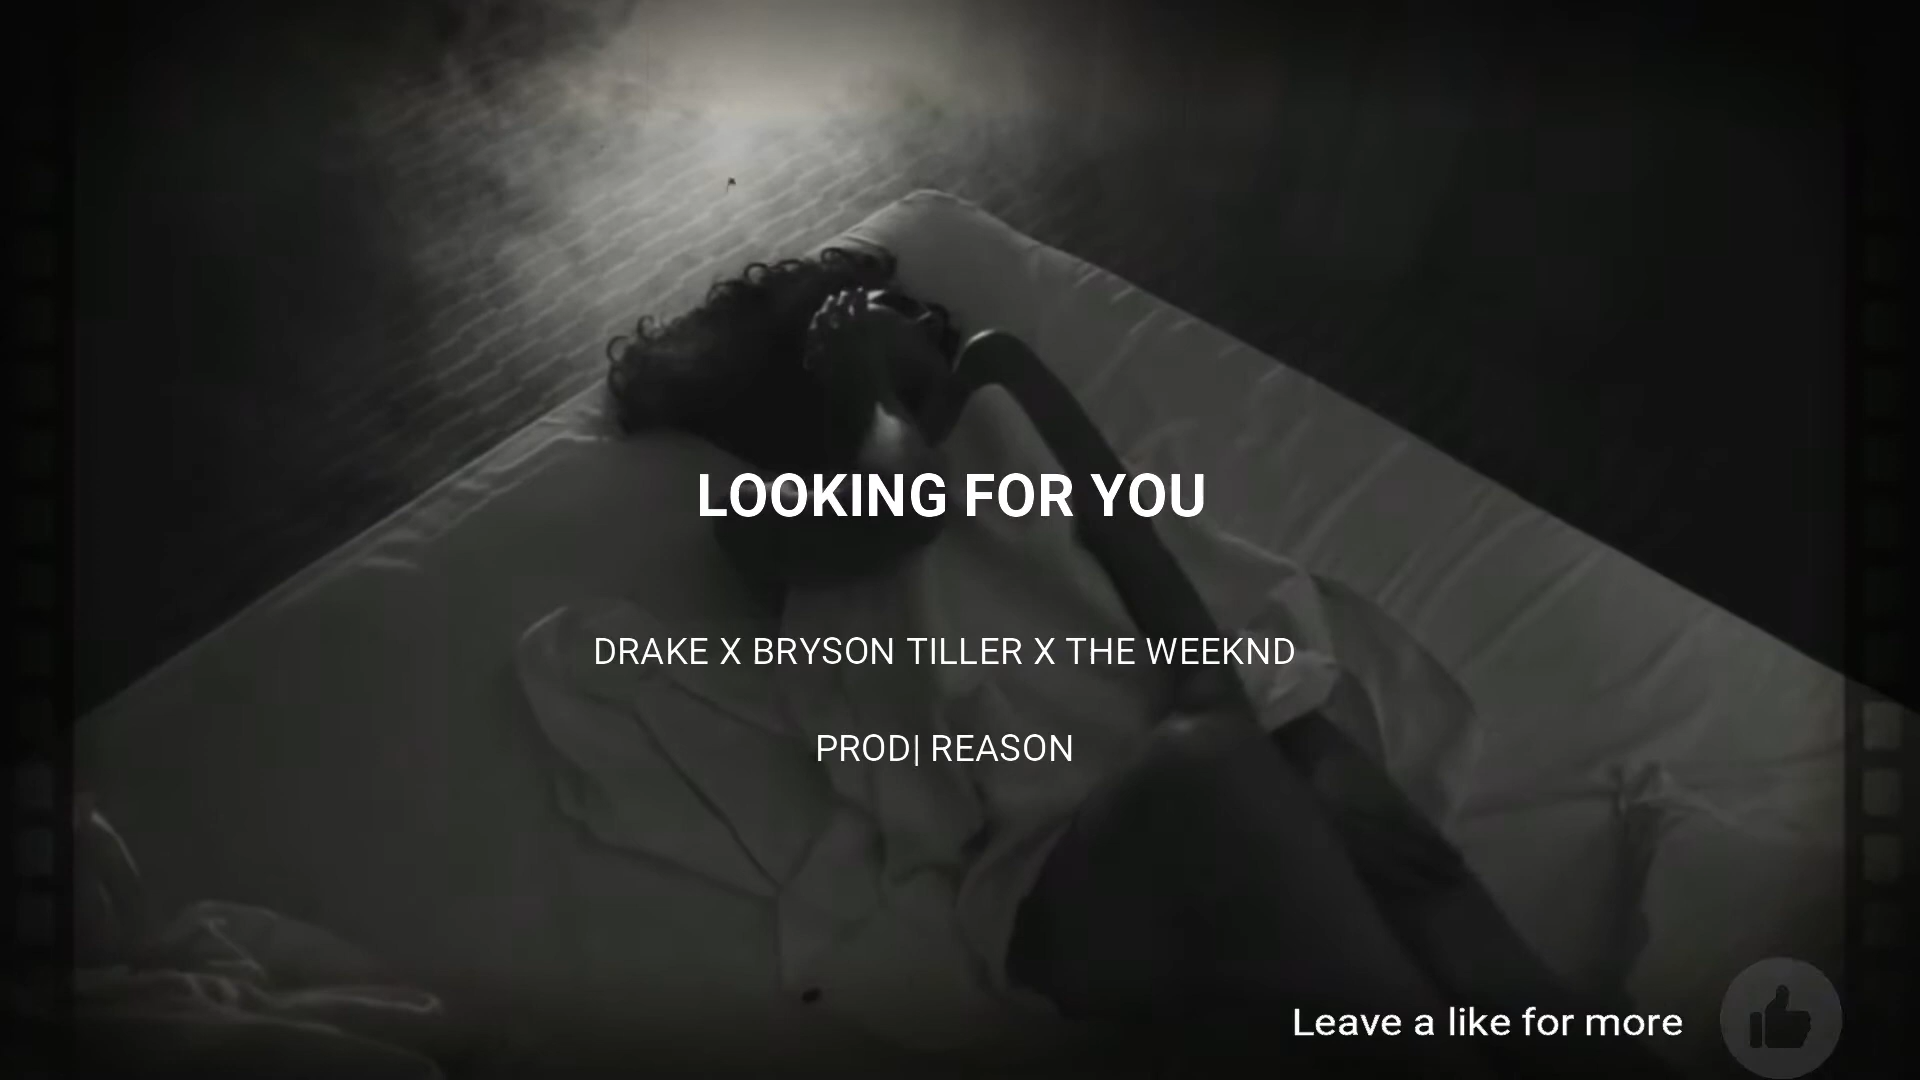 LOOKING FOR YOU
DRAKE X BRYSON TILLER X THE WEEKND
PROD| REASON
Leave a like for more